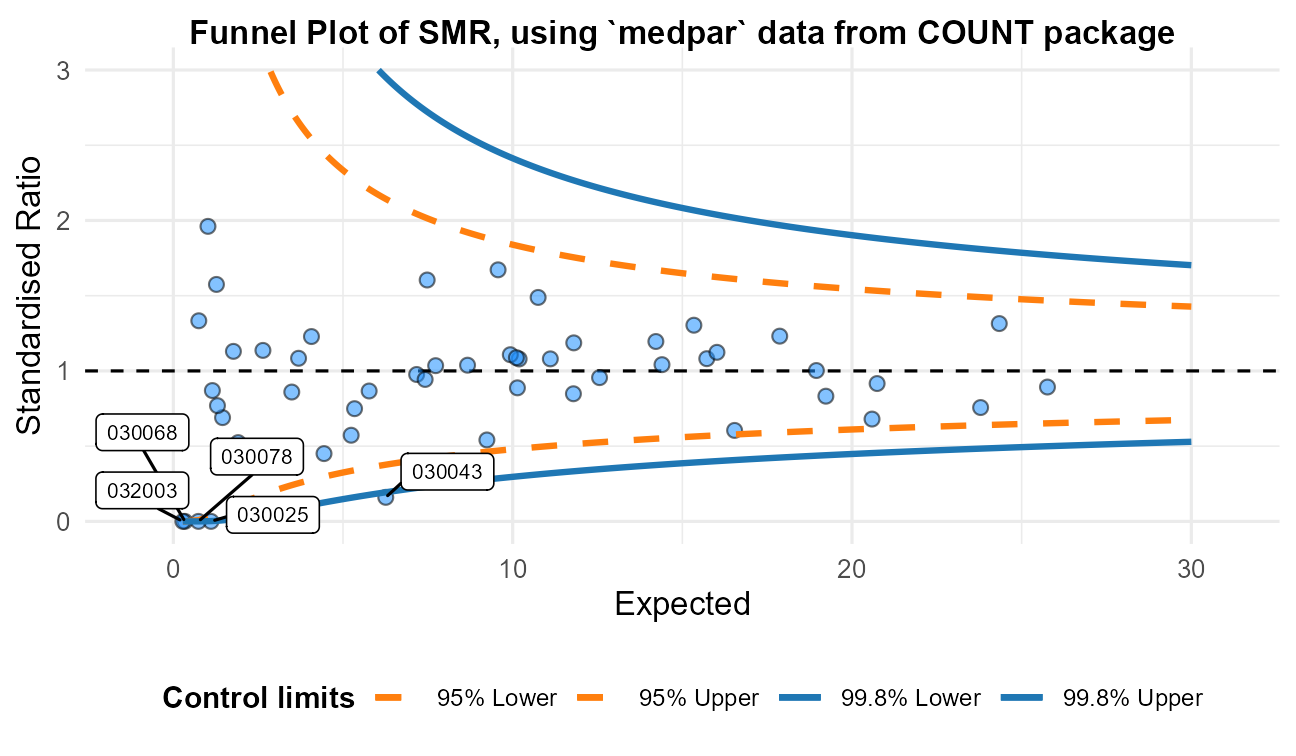 Funnel Plot of SMR, using `medpar` data from COUNT package
Standardised Ratio
3
2
1
0
030068
030078
032003
030043
030025
0
10
20
30
Expected
Control limits
95% Lower
95% Upper
99.8% Lower
99.8% Upper